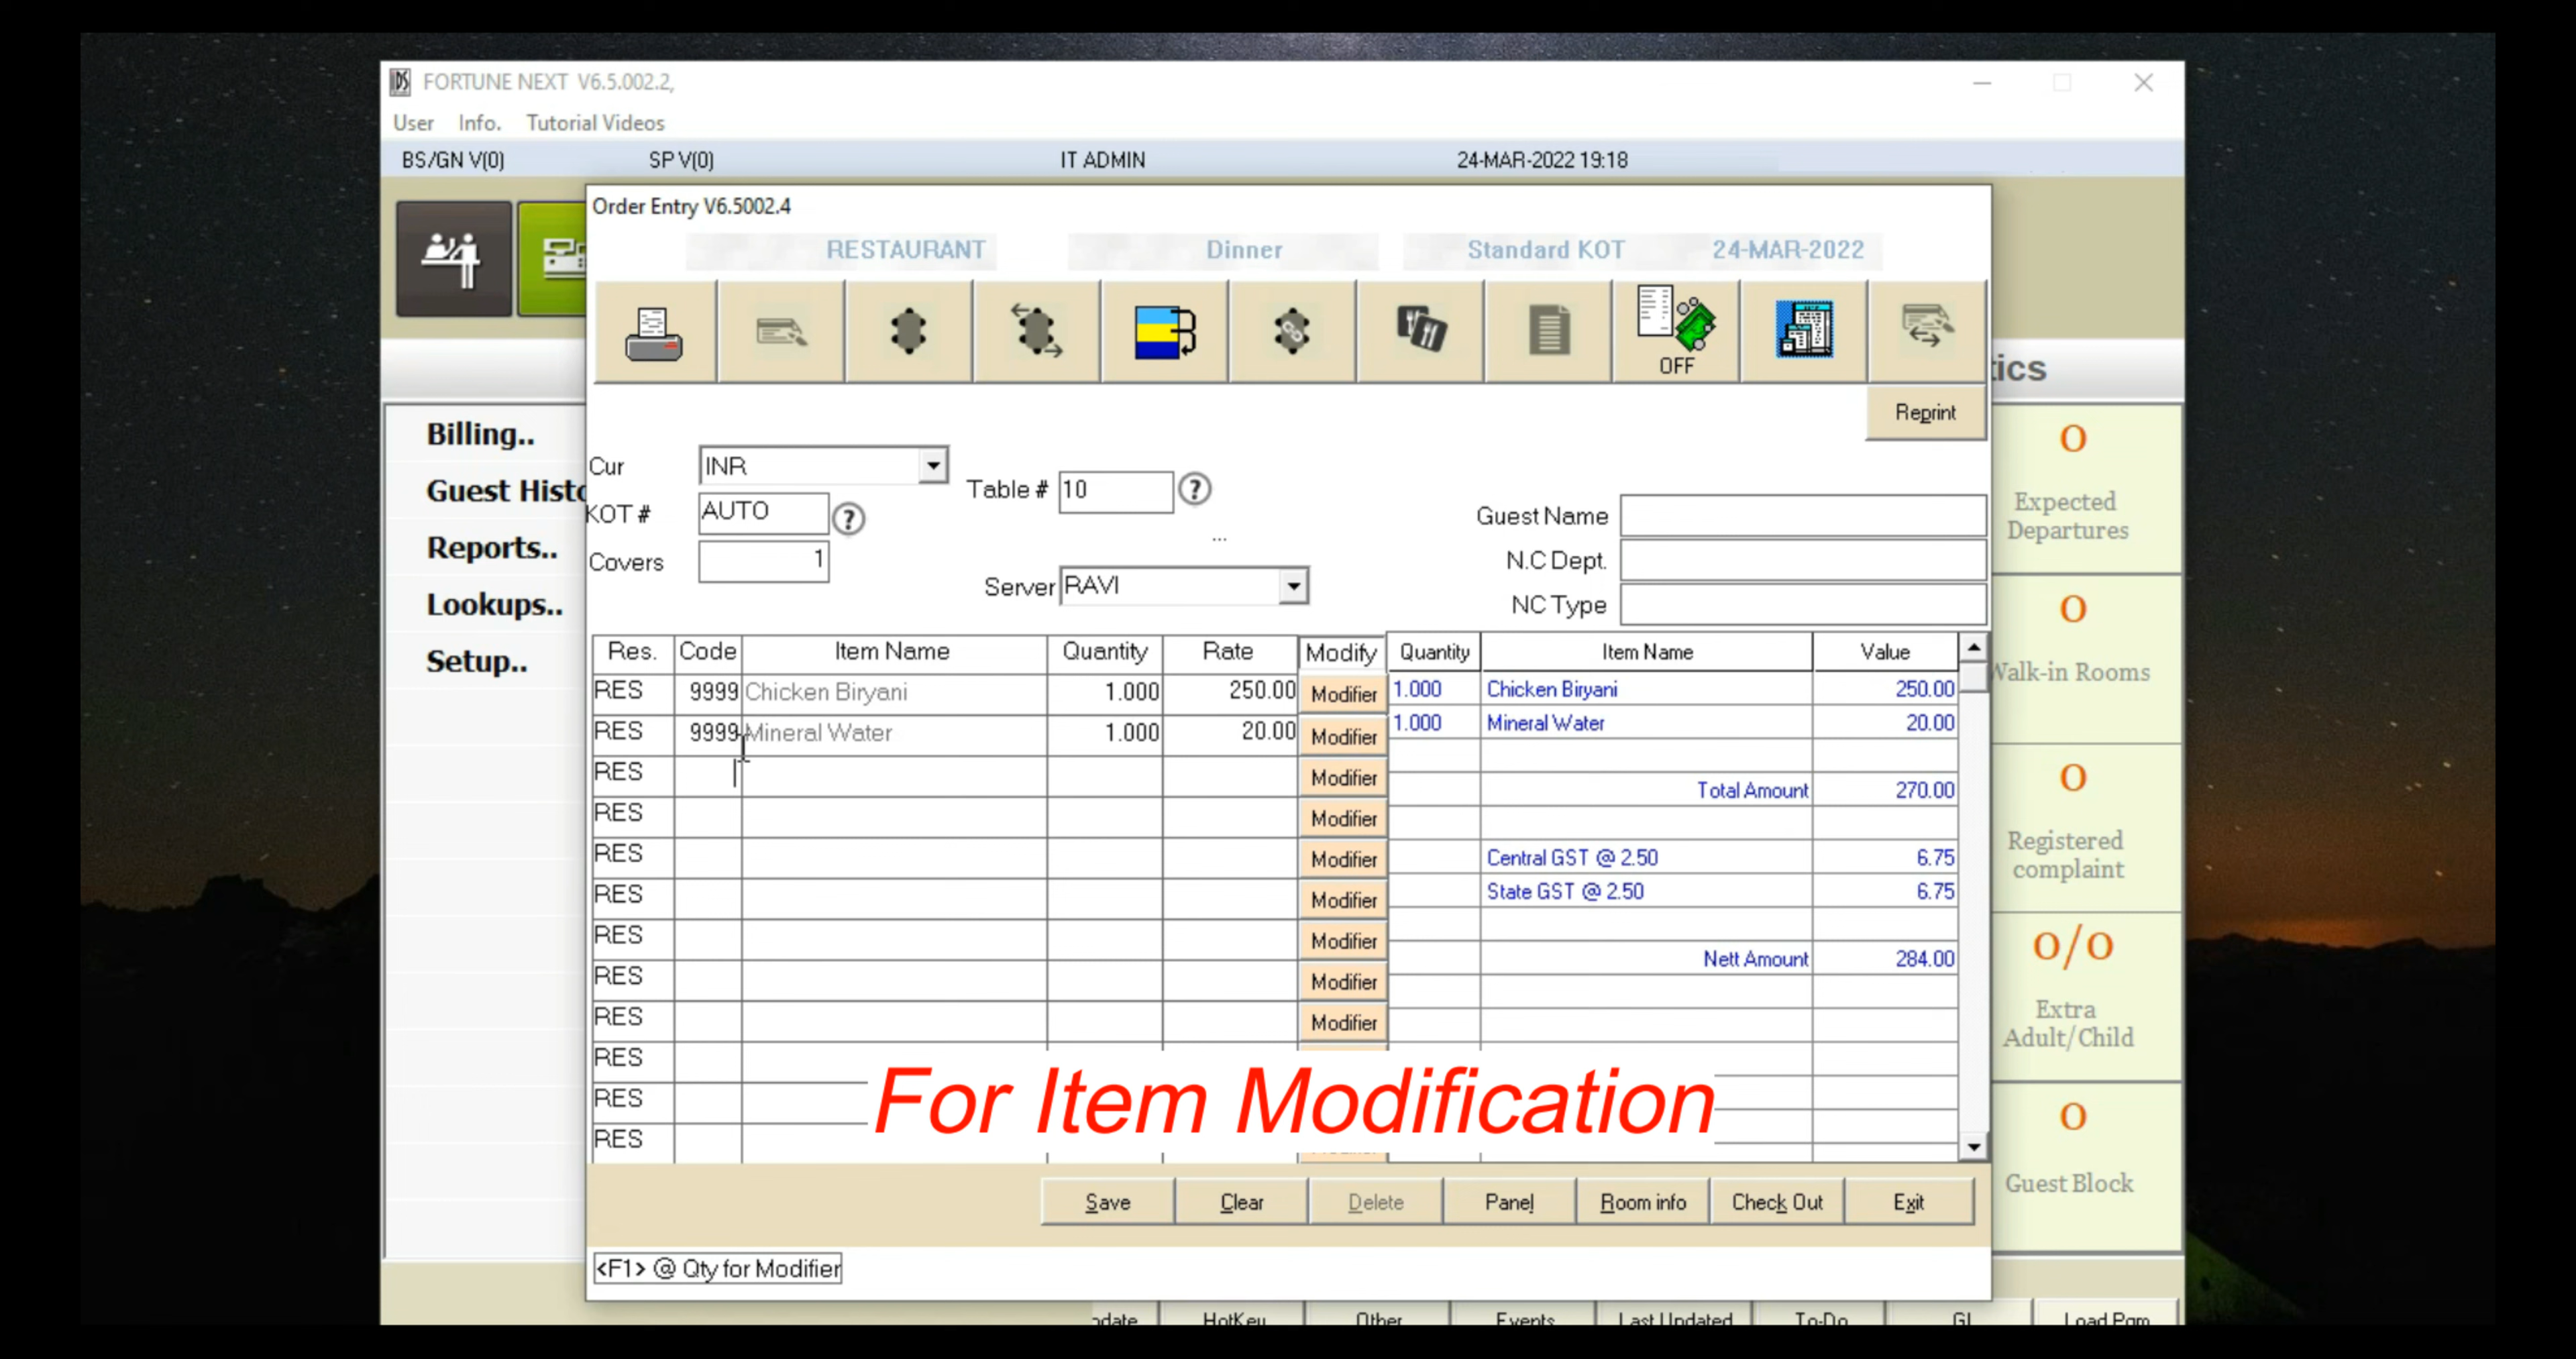 FORTUNE NEXT V6.5.002.2,
User Info. Tutorial Videos
BS/GN V(0) SP V(0) IT ADMIN 24-MAR-2022 19:18
Order Entry V6.5002.4
RESTAURANT Dinner Standard KOT 24-MAR-2022
OFF
tics
Reprint
Billing..
Guest Histo
Reports..
Lookups..
Setup..
Cur INR
KOT # AUTO
Covers 1
Table # 10
...
Server RAVI
Guest Name
N.C Dept.
NC Type
Res. Code Item Name Quantity Rate Modify
RES 9999 Chicken Biryani 1.000 250.00 Modifier
RES 9999 Mineral Water 1.000 20.00 Modifier
RES Modifier
RES Modifier
RES Modifier
RES Modifier
RES Modifier
RES Modifier
RES Modifier
RES
RES
RES
Quantity Item Name Value
1.000 Chicken Biryani 250.00
1.000 Mineral Water 20.00
Total Amount 270.00
Central GST @ 2.50 6.75
State GST @ 2.50 6.75
Nett Amount 284.00
For Item Modification
Save Clear Delete Panel Room info Check Out Exit
<F1> @ Qty for Modifier
0
Expected
Departures
0
Walk-in Rooms
0
Registered
complaint
0/0
Extra
Adult/Child
0
Guest Block
HotKey Other Events Last Updated To-Do GL Load Pgm